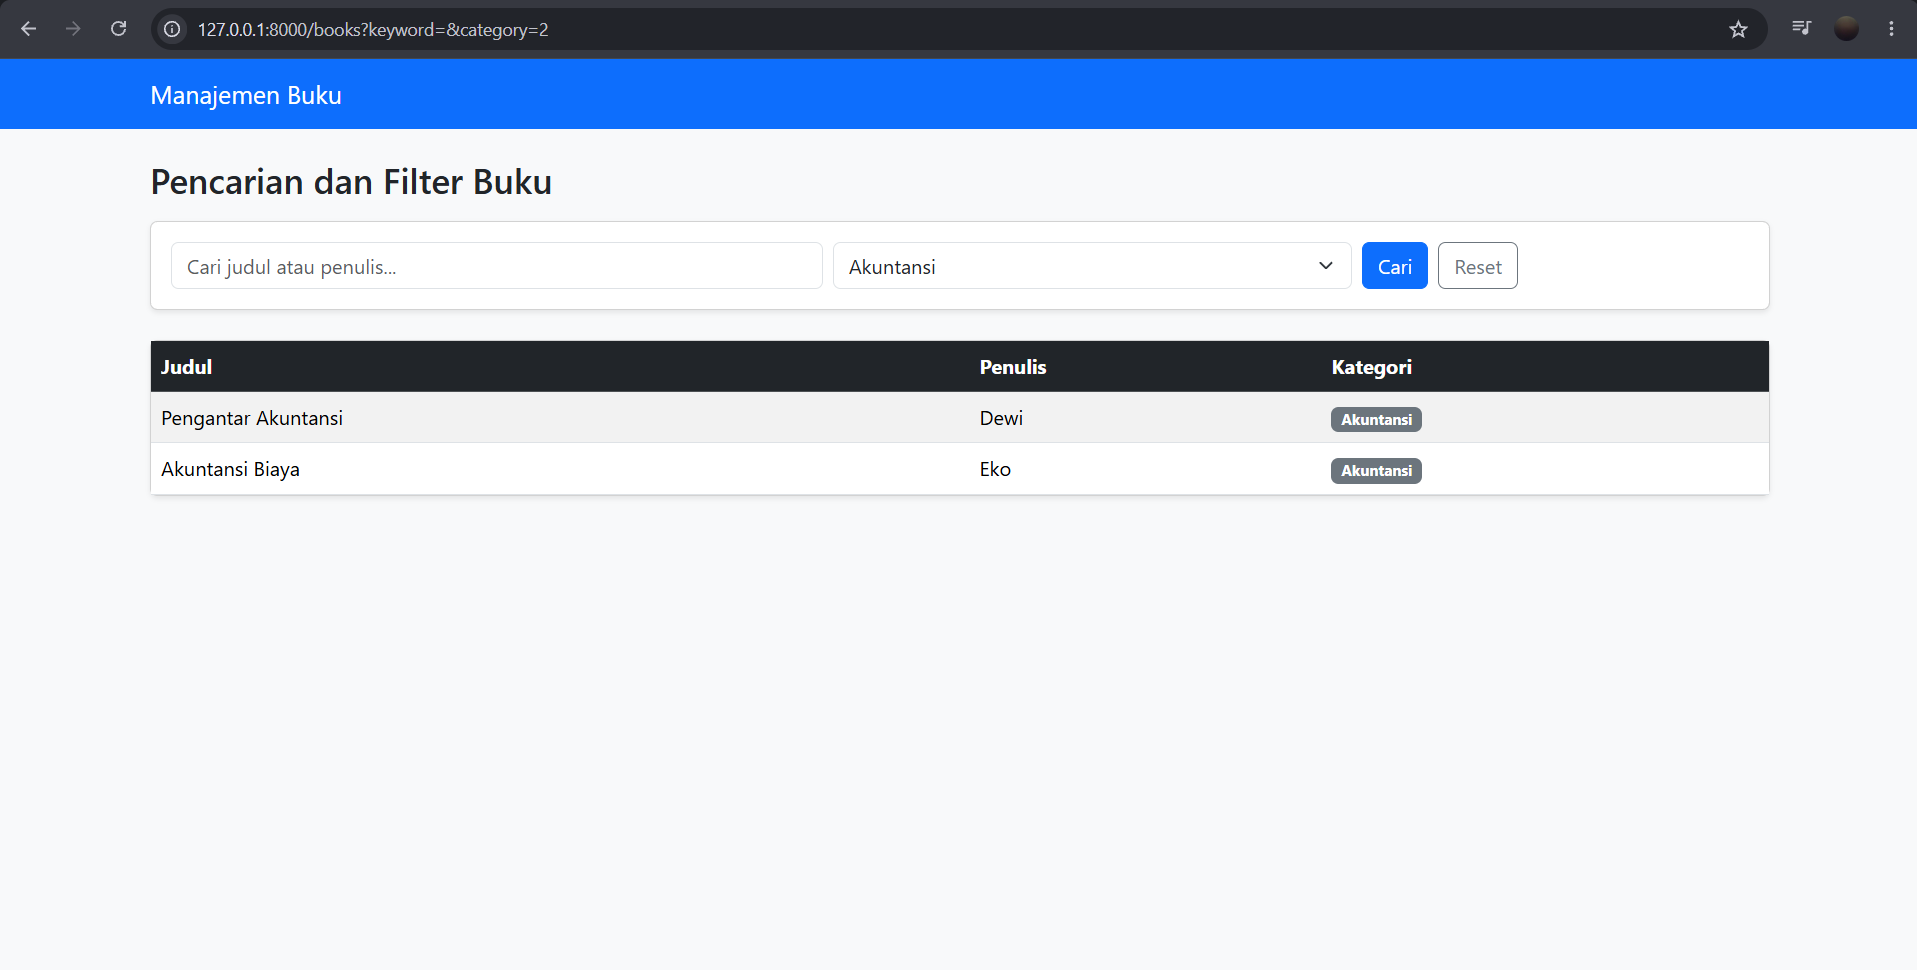 127.0.0.1:8000/books?keyword=&category=2
Manajemen Buku
Pencarian dan Filter Buku
Cari judul atau penulis... Akuntansi Cari Reset
Judul Penulis Kategori
Pengantar Akuntansi Dewi Akuntansi
Akuntansi Biaya Eko Akuntansi